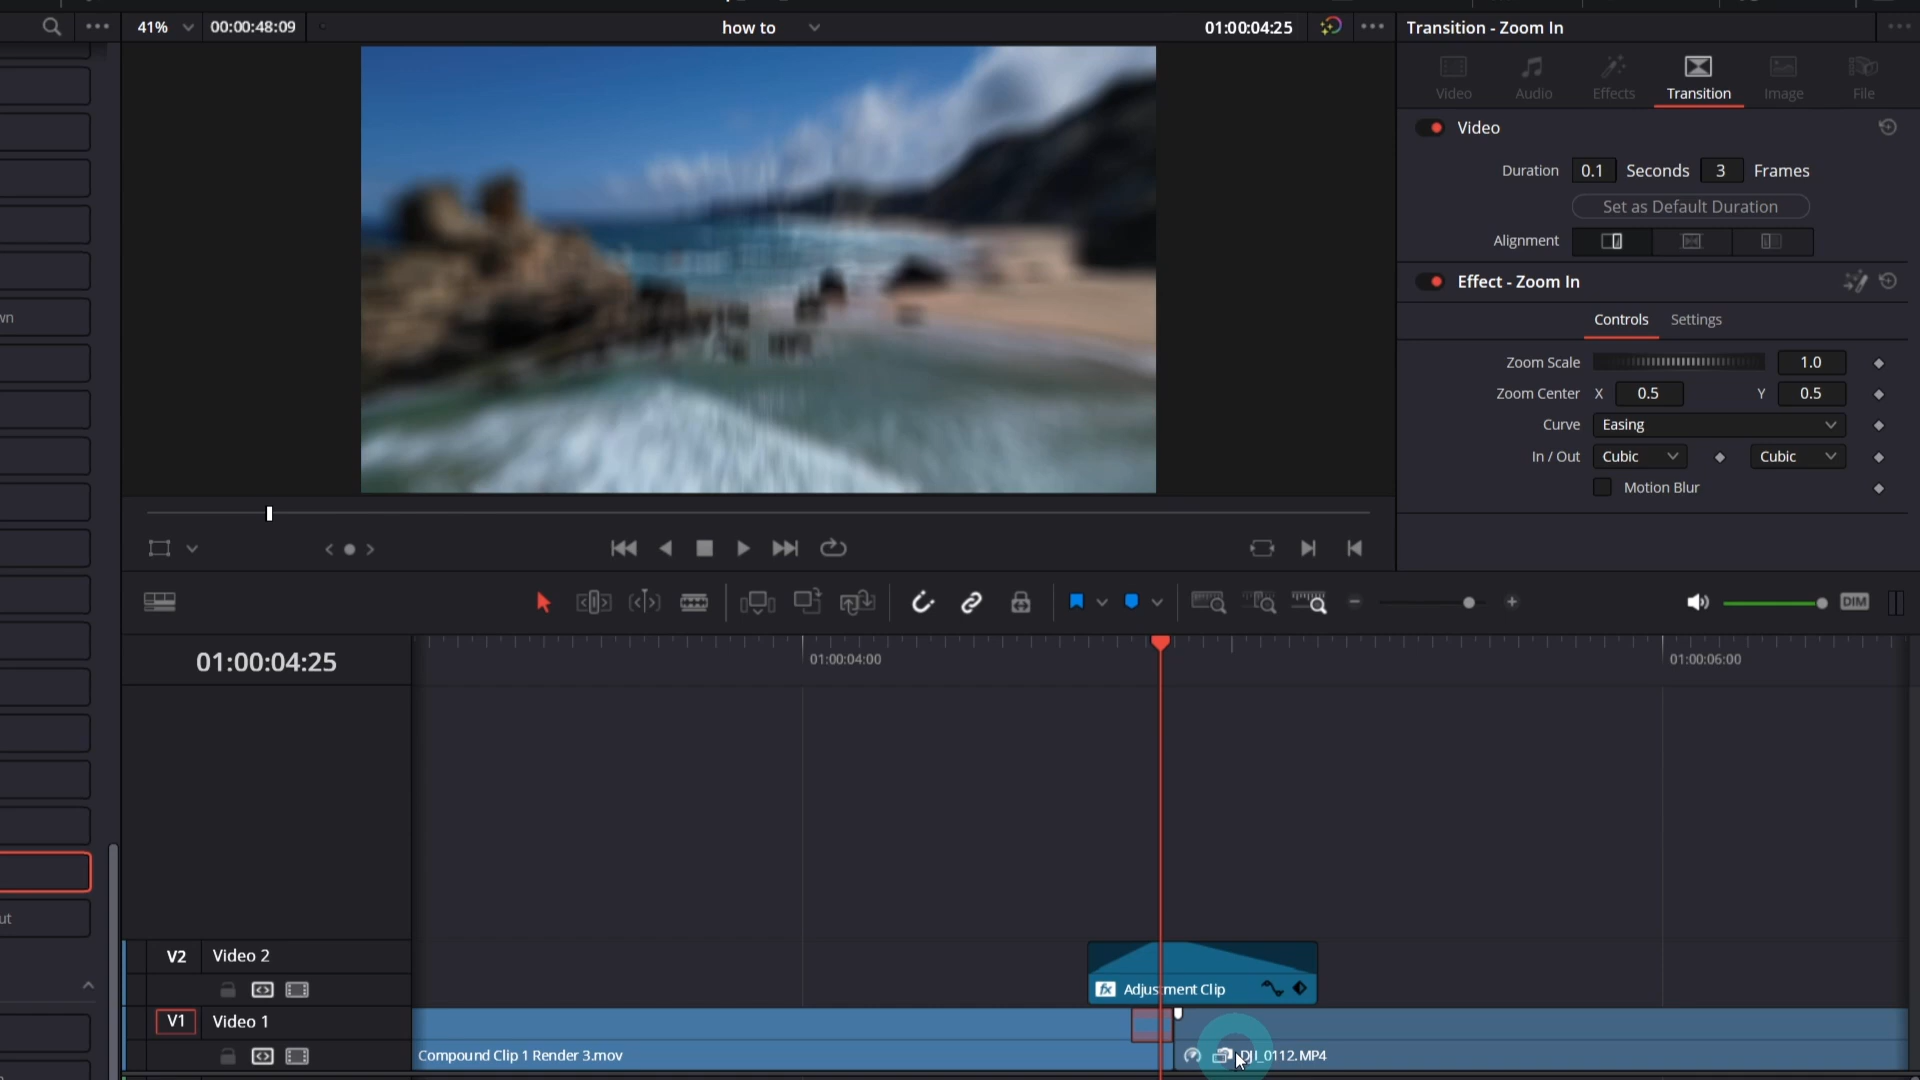 41%
00:00:48:09
how to
01:00:04:25
Transition - Zoom In
Video
Audio
Effects
Transition
Image
File
Video
Duration
0.1
Seconds
3
Frames
Set as Default Duration
Alignment
Effect - Zoom In
Controls
Settings
Zoom Scale
1.0
Zoom Center
X
0.5
Y
0.5
Curve
Easing
In / Out
Cubic
Cubic
Motion Blur
wn
DIM
01:00:04:25
01:00:04:00
01:00:06:00
ut
V2
Video 2
fx
Adjustment Clip
V1
Video 1
Compound Clip 1 Render 3.mov
DJI_0112.MP4